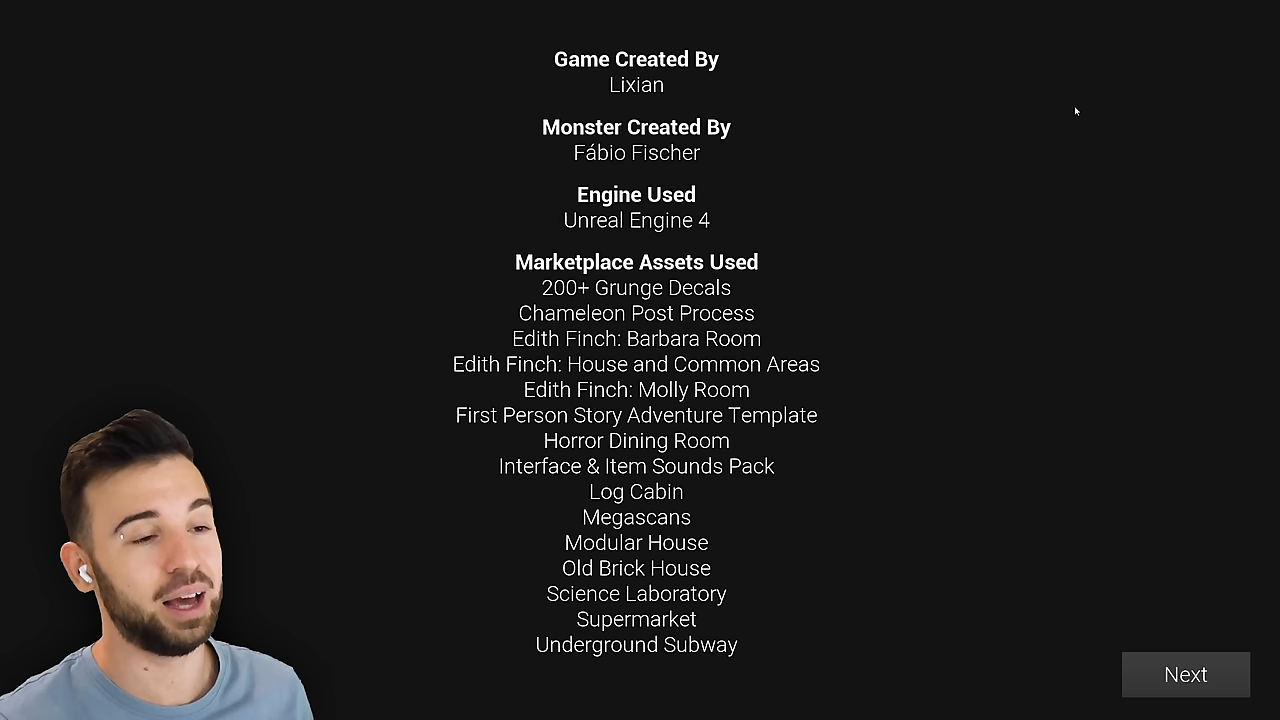 Game Created By
Lixian
Monster Created By
Fábio Fischer
Engine Used
Unreal Engine 4
Marketplace Assets Used
200+ Grunge Decals
Chameleon Post Process
Edith Finch: Barbara Room
Edith Finch: House and Common Areas
Edith Finch: Molly Room
First Person Story Adventure Template
Horror Dining Room
Interface & Item Sounds Pack
Log Cabin
Megascans
Modular House
Old Brick House
Science Laboratory
Supermarket
Underground Subway
Next